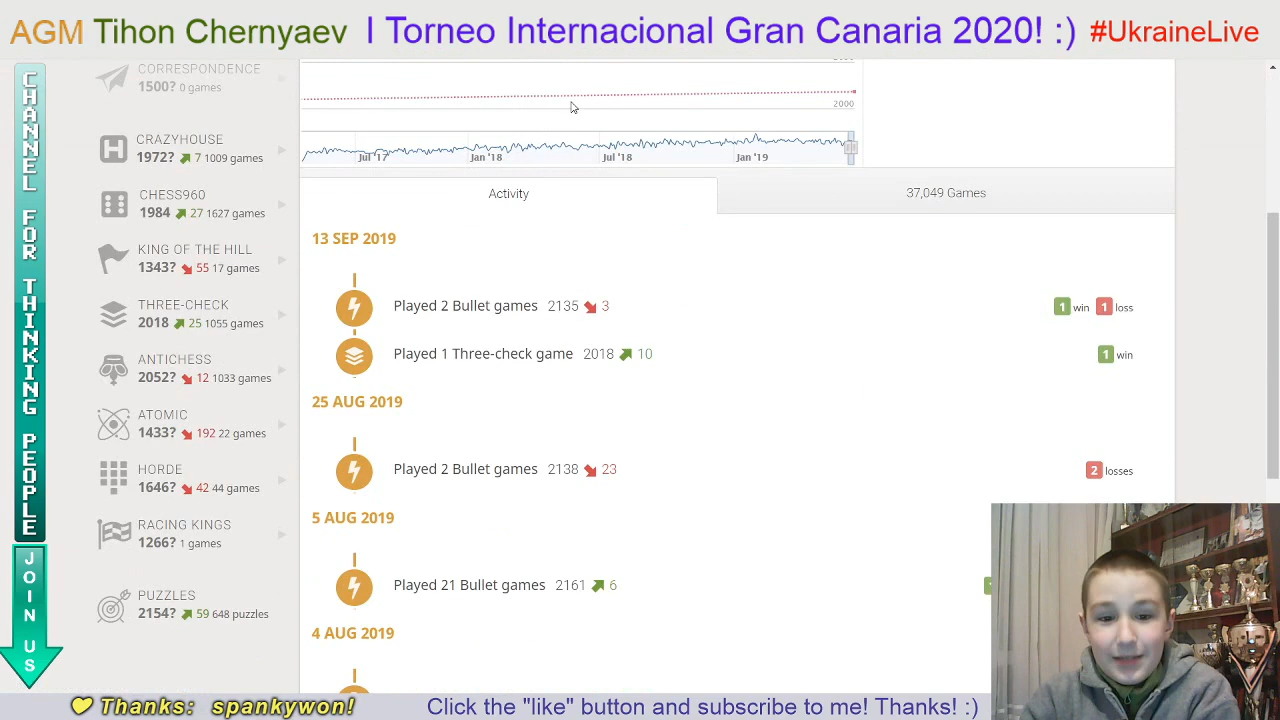 AGM Tihon Chernyaev I Torneo Internacional Gran Canaria 2020! :) #UkraineLive
CHANNEL FOR THINKING PEOPLE
JOIN US
CORRESPONDENCE
1500? 0 games
CRAZYHOUSE
1972? 7 1009 games
CHESS960
1984 27 1627 games
KING OF THE HILL
1343? 55 17 games
THREE-CHECK
2018 25 1055 games
ANTICHESS
2052? 12 1033 games
ATOMIC
1433? 192 22 games
HORDE
1646? 42 44 games
RACING KINGS
1266? 1 games
PUZZLES
2154? 59 648 puzzles
2000
Jul '17 Jan '18 Jul '18 Jan '19
Activity 37,049 Games
13 SEP 2019
Played 2 Bullet games 2135 3 1 win 1 loss
Played 1 Three-check game 2018 10 1 win
25 AUG 2019
Played 2 Bullet games 2138 23 2 losses
5 AUG 2019
Played 21 Bullet games 2161 6
4 AUG 2019
Thanks: spankywon! Click the "like" button and subscribe to me! Thanks! :)